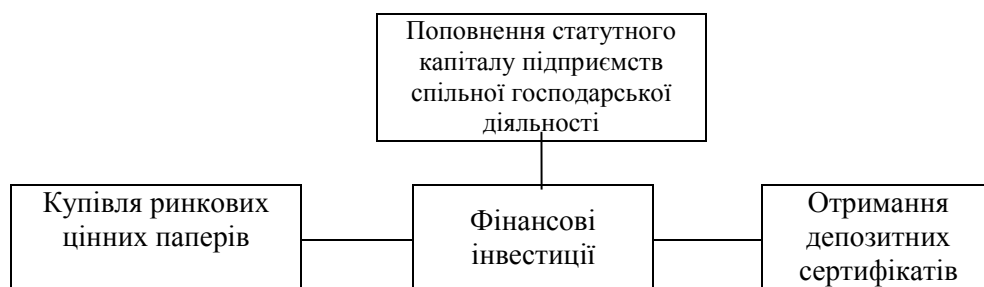 Поповнення статутного
капіталу підприємств
спільної господарської
діяльності
Купівля ринкових
цінних паперів
Фінансові
інвестиції
Отримання
депозитних
сертифікатів